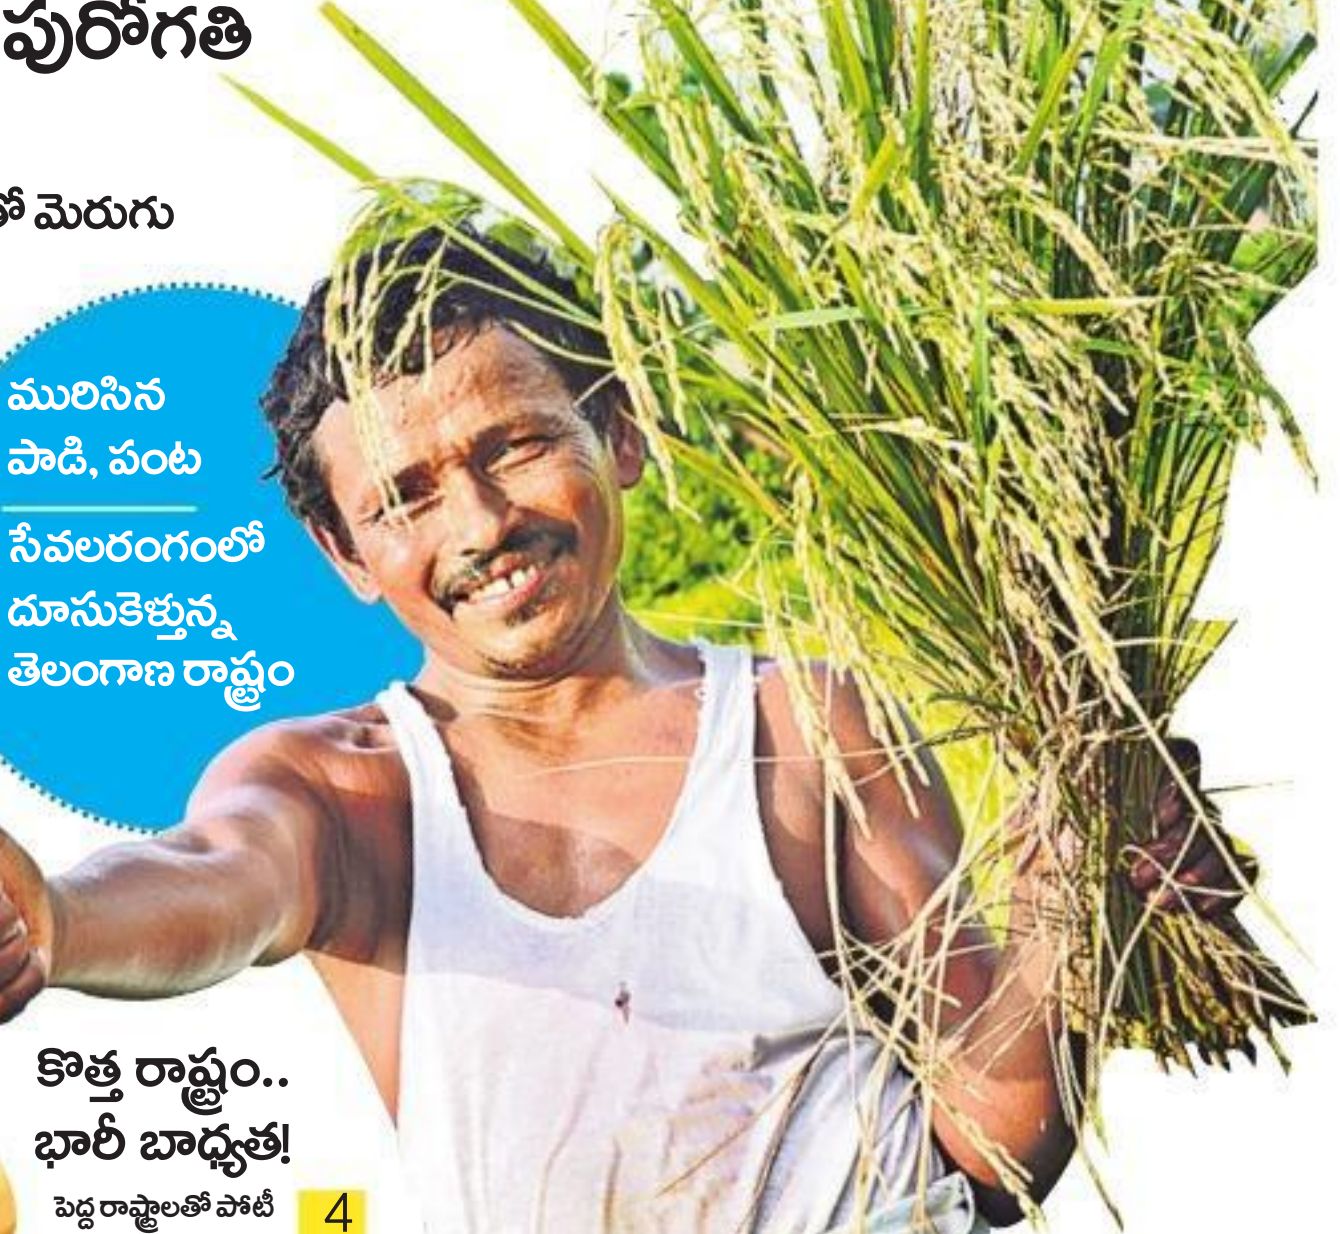 పురోగతి
తో మెరుగు
మురిసిన
పాడి, పంట
సేవలరంగంలో
దూసుకెళ్తున్న
తెలంగాణ రాష్ట్రం
కొత్త రాష్ట్రం..
భారీ బాధ్యత!
పెద్ద రాష్ట్రాలతో పోటీ 4